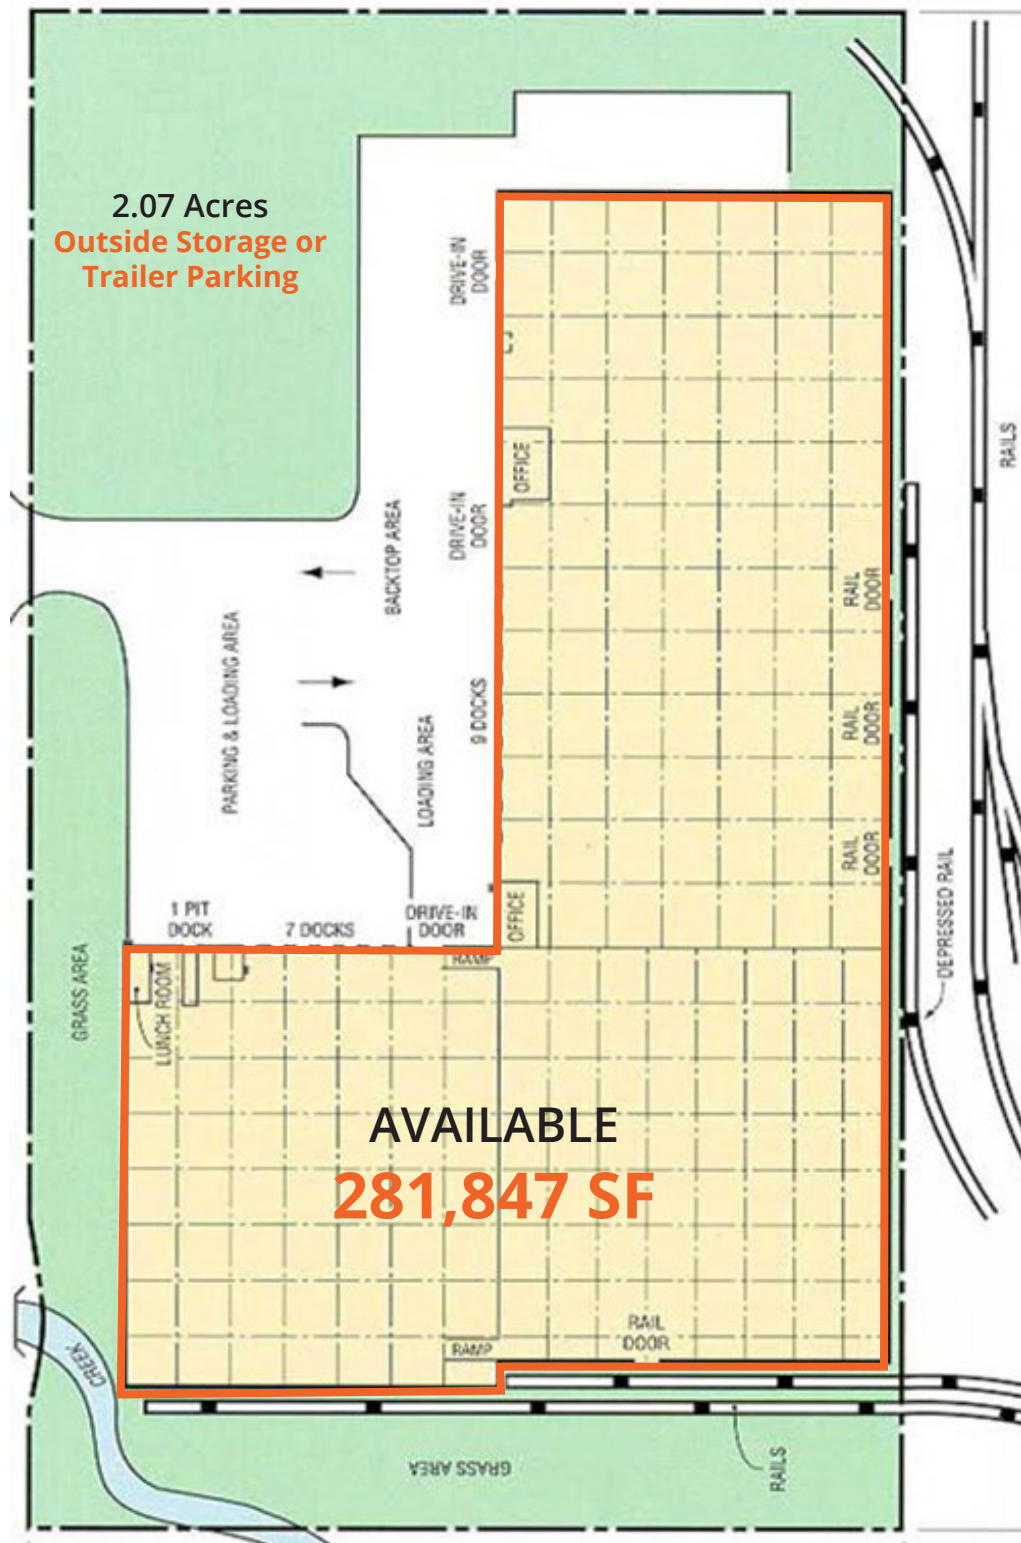 2.07 Acres
Outside Storage or
Trailer Parking
DRIVE-IN
DOOR
OFFICE
RAILS
BACKTOP AREA
DRIVE-IN
DOOR
RAIL
DOOR
PARKING & LOADING AREA
9 DOCKS
LOADING AREA
RAIL
DOOR
RAIL
DOOR
DEPRESSED RAIL
1 PIT
DOCK
7 DOCKS
DRIVE-IN
DOOR
OFFICE
GRASS AREA
LUNCH ROOM
RAMP
AVAILABLE
281,847 SF
RAIL
DOOR
RAMP
CREEK
GRASS AREA
RAILS